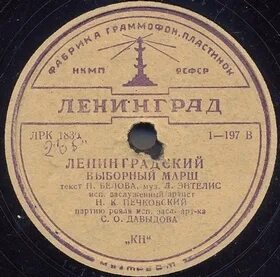 ФАБРИКА ГРАММОФОН. ПЛАСТИНОК
НКМП РСФСР
ЛЕНИНГРАД
ЛРК 1839 1—197 В
ЛЕНИНГРАДСКИЙ
ВЫБОРНЫЙ МАРШ
текст П. БЕЛОВА, муз. Л. ЭНТЕЛИС
исп. заслуженный артист
Н. К. ПЕЧКОВСКИЙ
партию рояля исп. засл. арт-ка
С. О. ДАВЫДОВА
„КН“